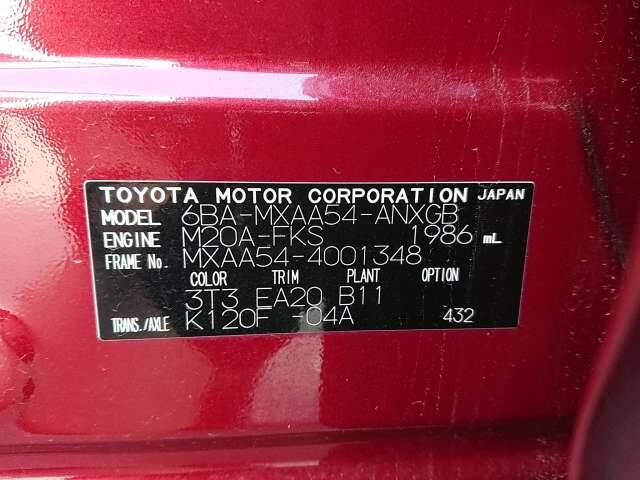 TOYOTA MOTOR CORPORATION JAPAN
MODEL 6BA-MXAA54-ANXGB
ENGINE M20A-FKS 1986 mL
FRAME No. MXAA54-4001348
COLOR TRIM PLANT OPTION
3T3 EA20 B11
TRANS./AXLE K120F -04A 432